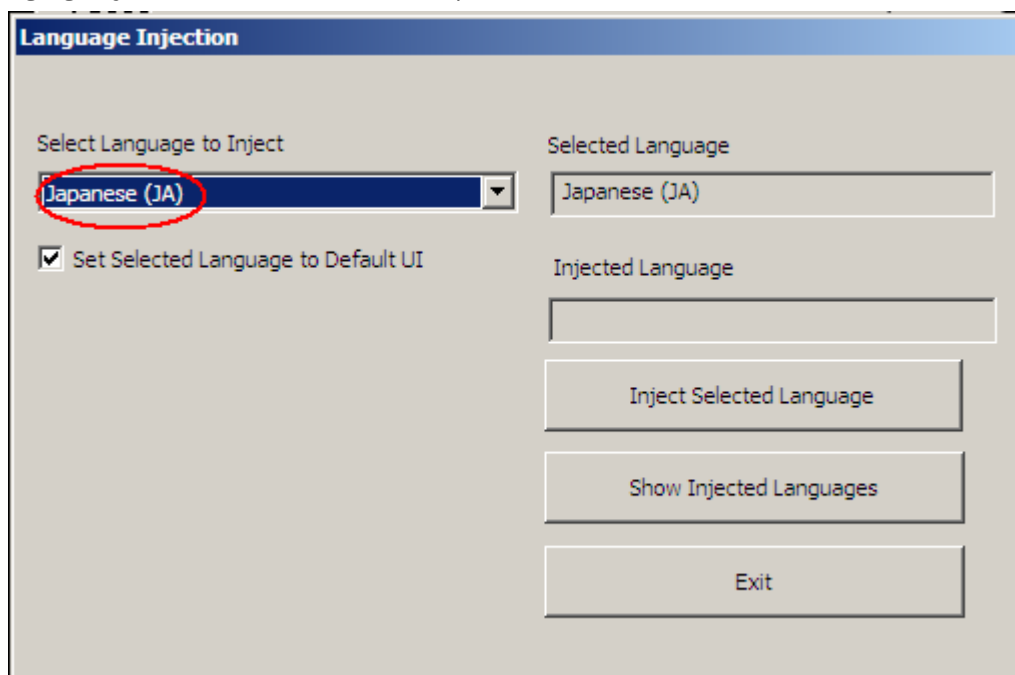 Language Injection
Select Language to Inject
Selected Language
Japanese (JA)
Japanese (JA)
Set Selected Language to Default UI
Injected Language
Inject Selected Language
Show Injected Languages
Exit